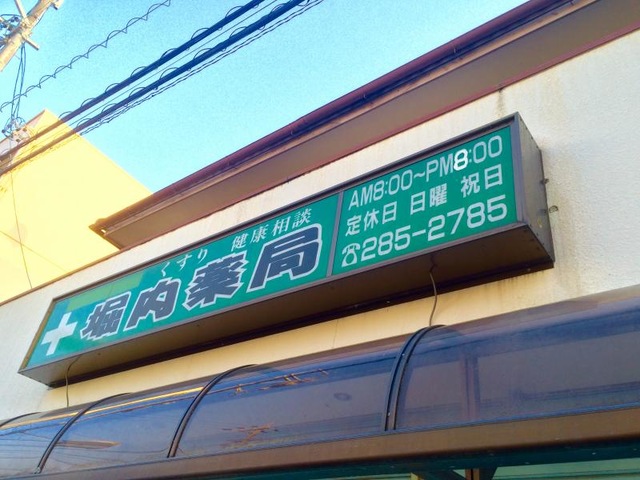 くすり 健康相談
堀内薬局
AM8:00~PM8:00
定休日 日曜 祝日
☎285-2785